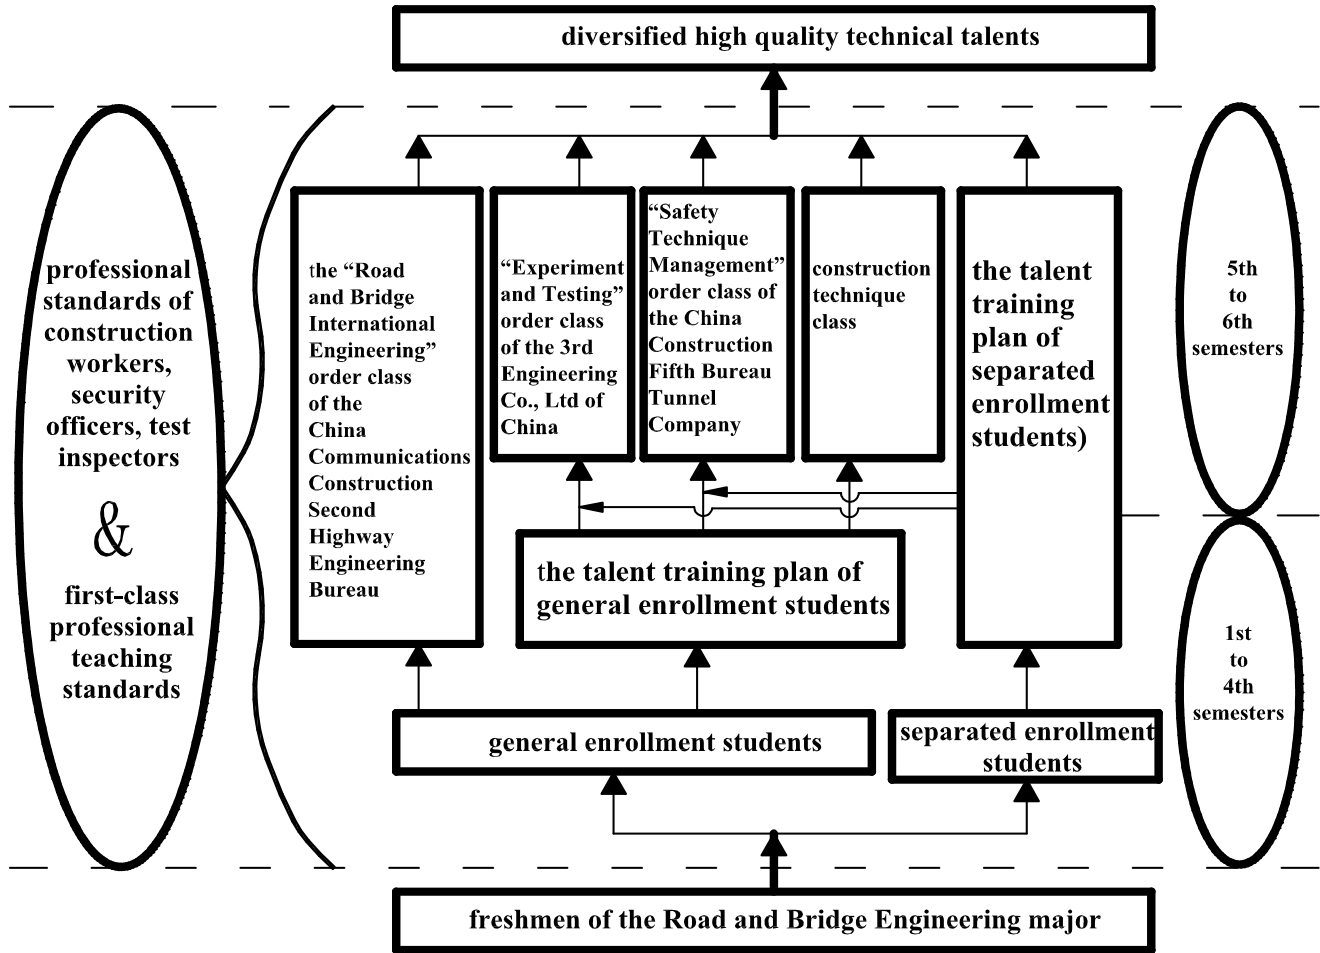 diversified high quality technical talents
professional
standards of
construction
workers,
security
officers, test
inspectors
&
first-class
professional
teaching
standards
the “Road
and Bridge
International
Engineering”
order class
of the
China
Communications
Construction
Second
Highway
Engineering
Bureau
“Experiment
and Testing”
order class
of the 3rd
Engineering
Co., Ltd of
China
“Safety
Technique
Management”
order class of
the China
Construction
Fifth Bureau
Tunnel
Company
construction
technique
class
the talent
training
plan of
separated
enrollment
students)
5th
to
6th
semesters
the talent training plan of
general enrollment students
1st
to
4th
semesters
general enrollment students
separated enrollment
students
freshmen of the Road and Bridge Engineering major